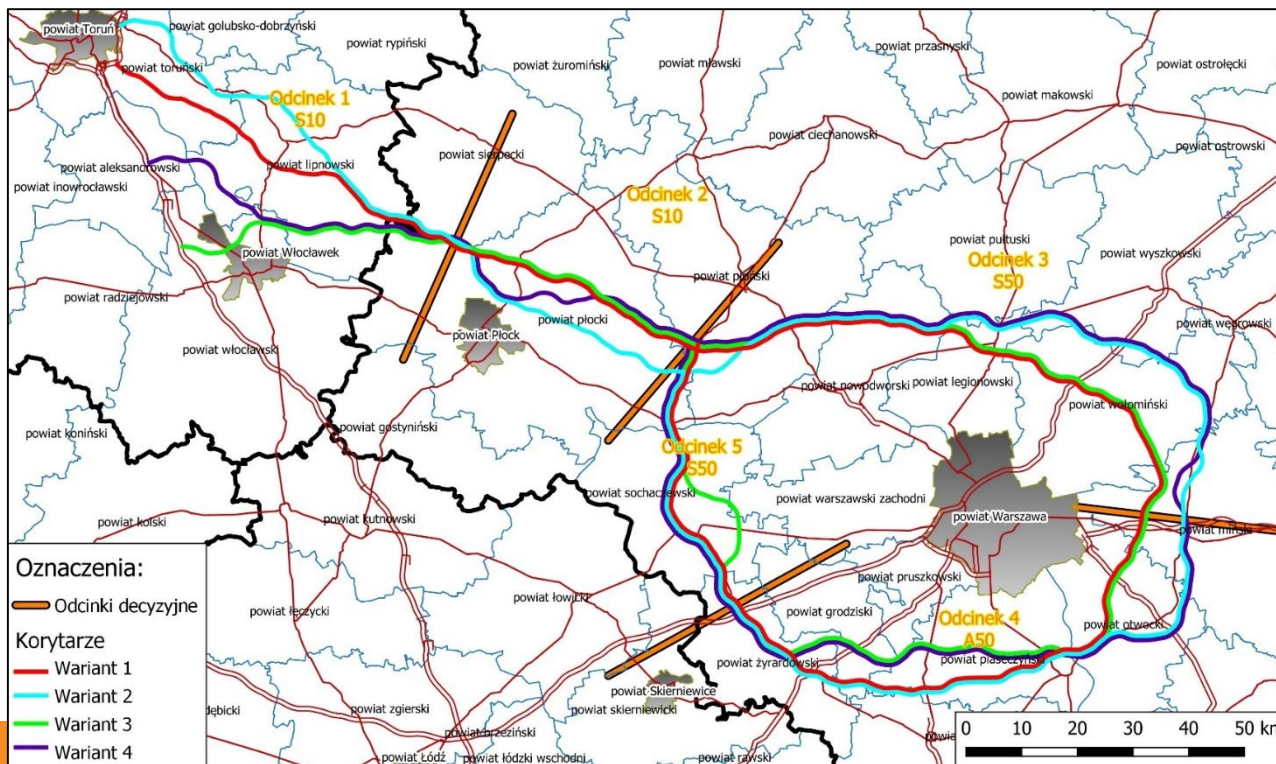 powiat Toruń
powiat golubsko-dobrzyński
powiat rypiński
powiat żuromiński
powiat mławski
powiat przasnyski
powiat ostrołęcki
powiat toruński
powiat makowski
Odcinek 1
S10
powiat ciechanowski
powiat ostrowski
powiat aleksandrowski
powiat lipnowski
powiat sierpecki
powiat inowrocławski
Odcinek 2
S10
powiat pułtuski
powiat wyszkowski
powiat Włocławek
Odcinek 3
S50
powiat płoński
powiat radziejowski
powiat płocki
powiat Płock
powiat węgrowski
powiat włocławski
powiat nowodworski
powiat legionowski
powiat wołomiński
powiat koniński
powiat gostyniński
Odcinek 5
S50
powiat sochaczewski
powiat warszawski zachodni
powiat kolski
powiat kutnowski
powiat Warszawa
powiat miński
Oznaczenia:
Odcinki decyzyjne
Korytarze
Wariant 1
Wariant 2
Wariant 3
Wariant 4
powiat pruszkowski
powiat łęczycki
powiat łowicki
powiat grodziski
Odcinek 4
A50
powiat otwocki
powiat żyrardowski
powiat piaseczyński
powiat Skierniewice
powiat skierniewicki
dębicki
powiat zgierski
powiat brzeziński
powiat Łódź
powiat łódzki wschodni
powiat rawski
0 10 20 30 40 50 km